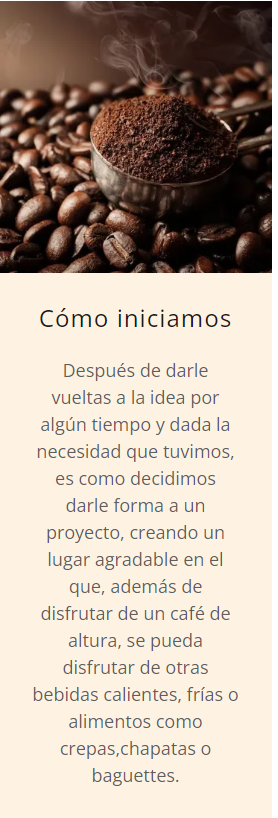 Cómo iniciamos
Después de darle
vueltas a la idea por
algún tiempo y dada la
necesidad que tuvimos,
es como decidimos
darle forma a un
proyecto, creando un
lugar agradable en el
que, además de
disfrutar de un café de
altura, se pueda
disfrutar de otras
bebidas calientes, frías o
alimentos como
crepas,chapatas o
baguettes.